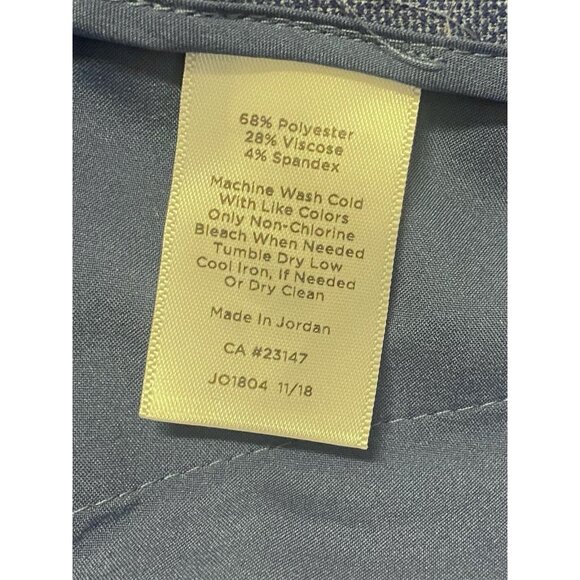 68% Polyester
28% Viscose
4% Spandex
Machine Wash Cold
With Like Colors
Only Non-Chlorine
Bleach When Needed
Tumble Dry Low
Cool Iron, If Needed
Or Dry Clean
Made In Jordan
CA #23147
JO1804 11/18